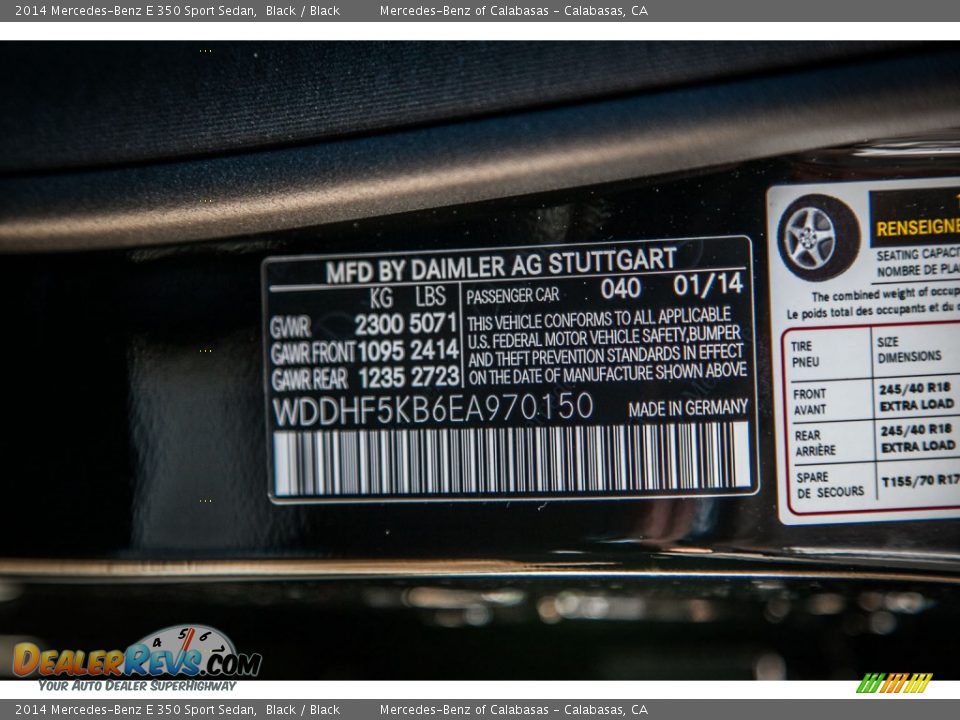 2014 Mercedes-Benz E 350 Sport Sedan,  Black / Black     Mercedes-Benz of Calabasas - Calabasas, CA
MFD BY DAIMLER AG STUTTGART
KG LBS
GVWR 2300 5071
GAWR FRONT 1095 2414
GAWR REAR 1235 2723
PASSENGER CAR 040 01/14
THIS VEHICLE CONFORMS TO ALL APPLICABLE
U.S. FEDERAL MOTOR VEHICLE SAFETY,BUMPER
AND THEFT PREVENTION STANDARDS IN EFFECT
ON THE DATE OF MANUFACTURE SHOWN ABOVE
WDDHF5KB6EA970150 MADE IN GERMANY
RENSEIGNE
SEATING CAPACIT
NOMBRE DE PLA
The combined weight of occup
Le poids total des occupants et du
TIRE
PNEU
SIZE
DIMENSIONS
FRONT
AVANT
245/40 R18
EXTRA LOAD
REAR
ARRIÈRE
245/40 R18
EXTRA LOAD
SPARE
DE SECOURS
T155/70 R17
4 5 6
DEALERREVS.COM
YOUR AUTO DEALER SUPERHIGHWAY
2014 Mercedes-Benz E 350 Sport Sedan,  Black / Black     Mercedes-Benz of Calabasas - Calabasas, CA